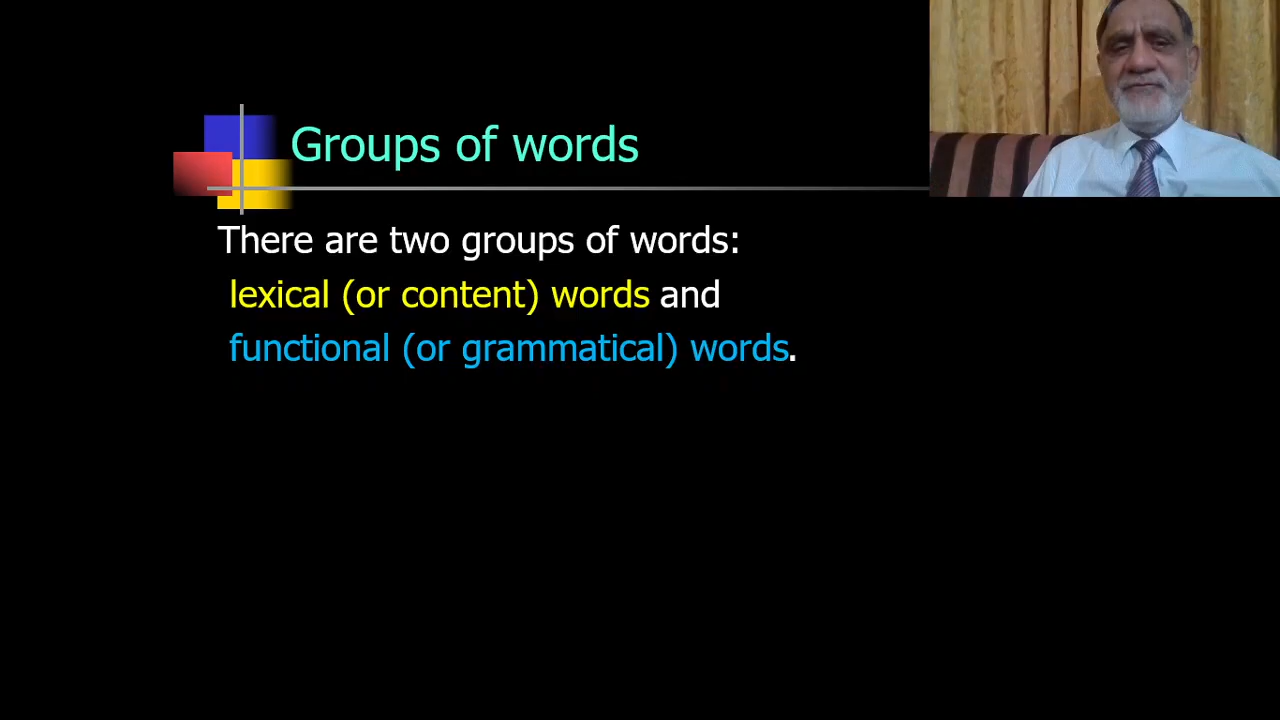 Groups of words
There are two groups of words:
lexical (or content) words and
functional (or grammatical) words.